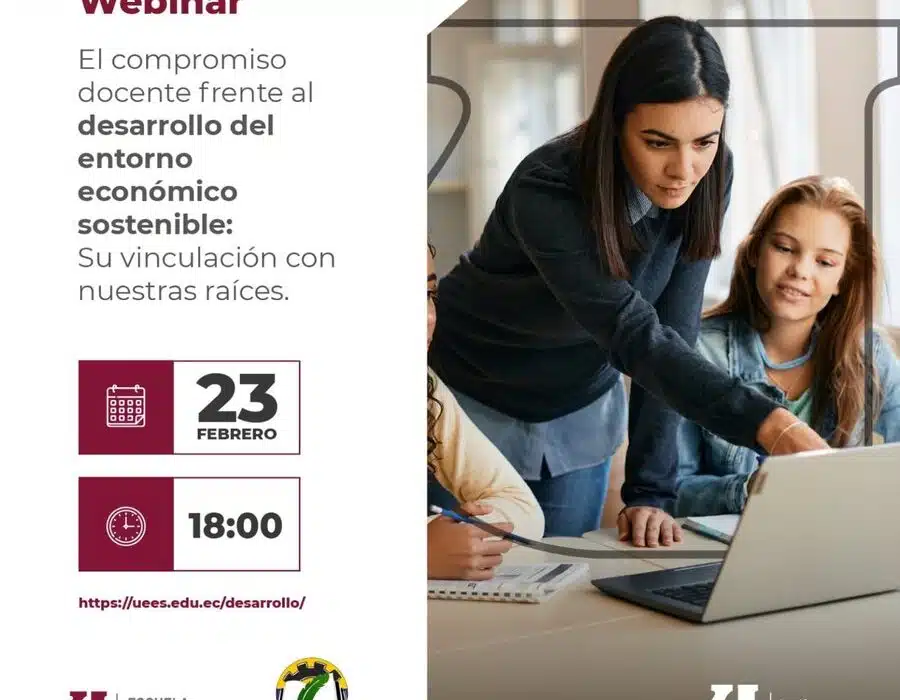 Webinar
El compromiso
docente frente al
desarrollo del
entorno
económico
sostenible:
Su vinculación con
nuestras raíces.
23
FEBRERO
18:00
https://uees.edu.ec/desarrollo/